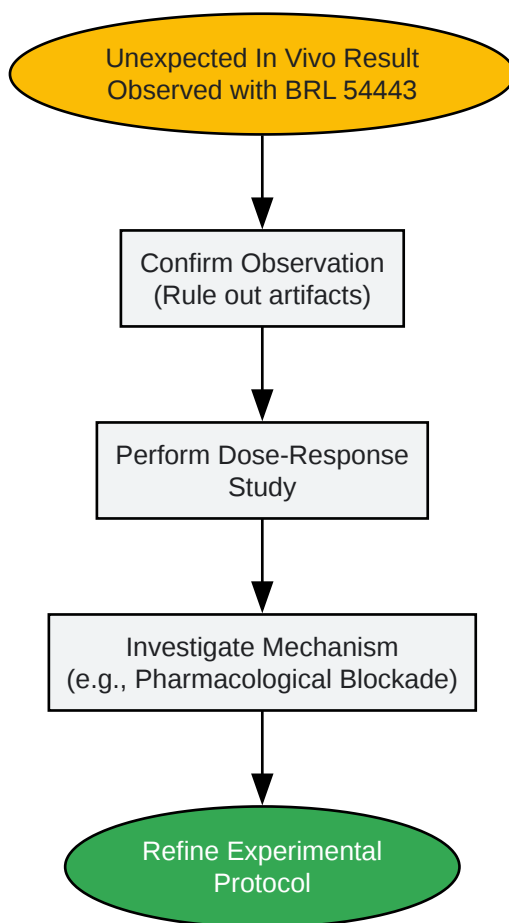 Unexpected In Vivo Result
Observed with BRL 54443
Confirm Observation
(Rule out artifacts)
Perform Dose-Response
Study
Investigate Mechanism
(e.g., Pharmacological Blockade)
Refine Experimental
Protocol